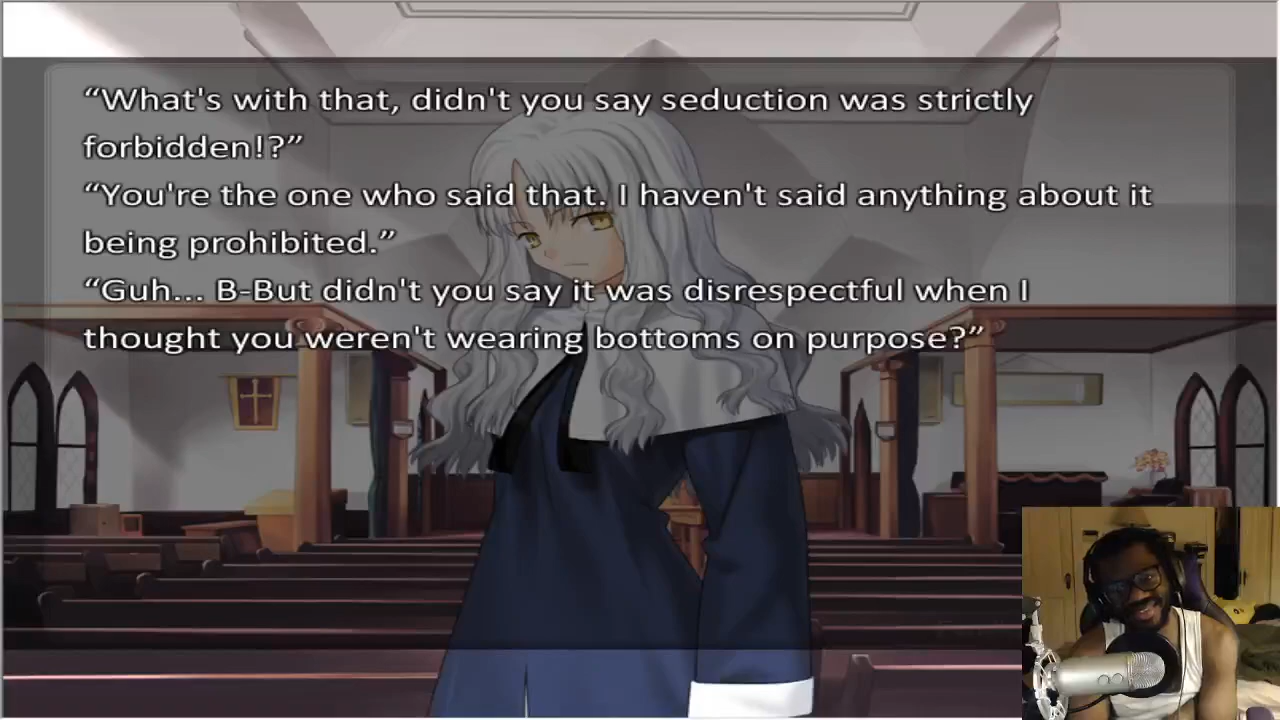 “What's with that, didn't you say seduction was strictly
forbidden!?”
“You're the one who said that. I haven't said anything about it
being prohibited.”
“Guh... B-But didn't you say it was disrespectful when I
thought you weren't wearing bottoms on purpose?”